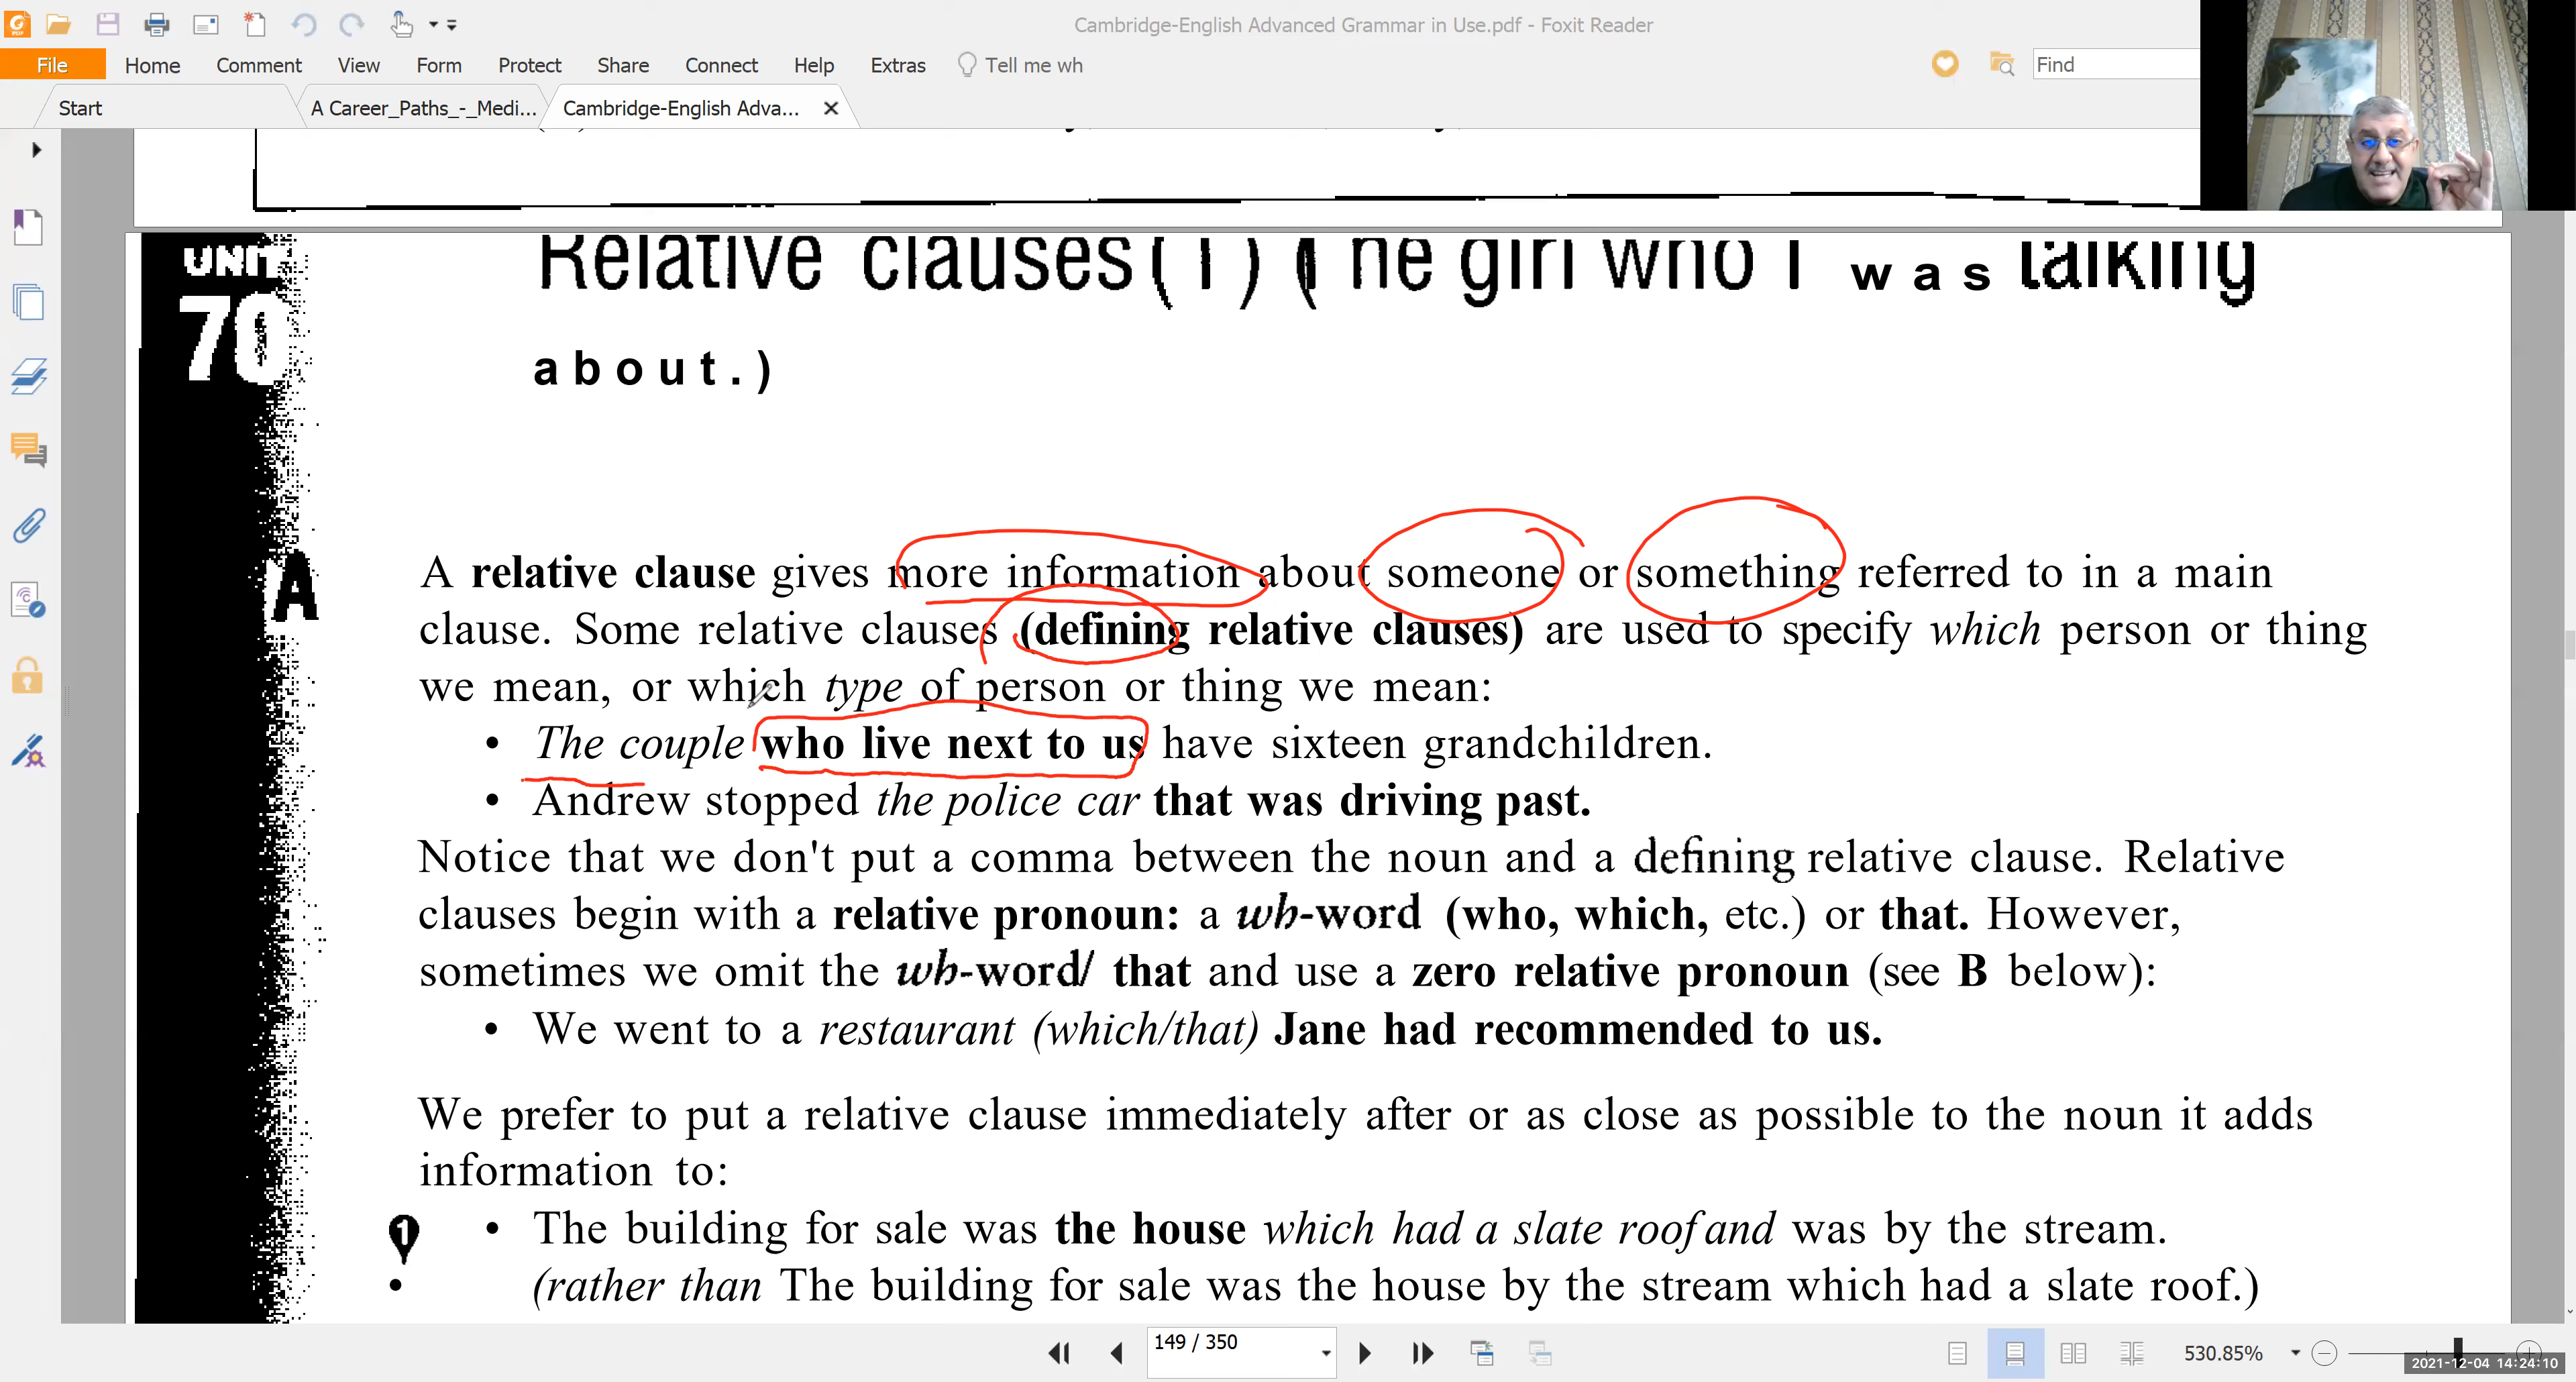 Cambridge-English Advanced Grammar in Use.pdf - Foxit Reader
File Home Comment View Form Protect Share Connect Help Extras Tell me wh Find
Start A Career_Paths_-_Medi... Cambridge-English Adva...
UNIT
70
Relative clauses (1) (The girl who I was talking
about.)
A
A relative clause gives more information about someone or something referred to in a main
clause. Some relative clauses (defining relative clauses) are used to specify which person or thing
we mean, or which type of person or thing we mean:
• The couple who live next to us have sixteen grandchildren.
• Andrew stopped the police car that was driving past.
Notice that we don't put a comma between the noun and a defining relative clause. Relative
clauses begin with a relative pronoun: a wh-word (who, which, etc.) or that. However,
sometimes we omit the wh-word/ that and use a zero relative pronoun (see B below):
• We went to a restaurant (which/that) Jane had recommended to us.
We prefer to put a relative clause immediately after or as close as possible to the noun it adds
information to:
• The building for sale was the house which had a slate roof and was by the stream.
(rather than The building for sale was the house by the stream which had a slate roof.)
149 / 350
530.85%
2021-12-04 14:24:10